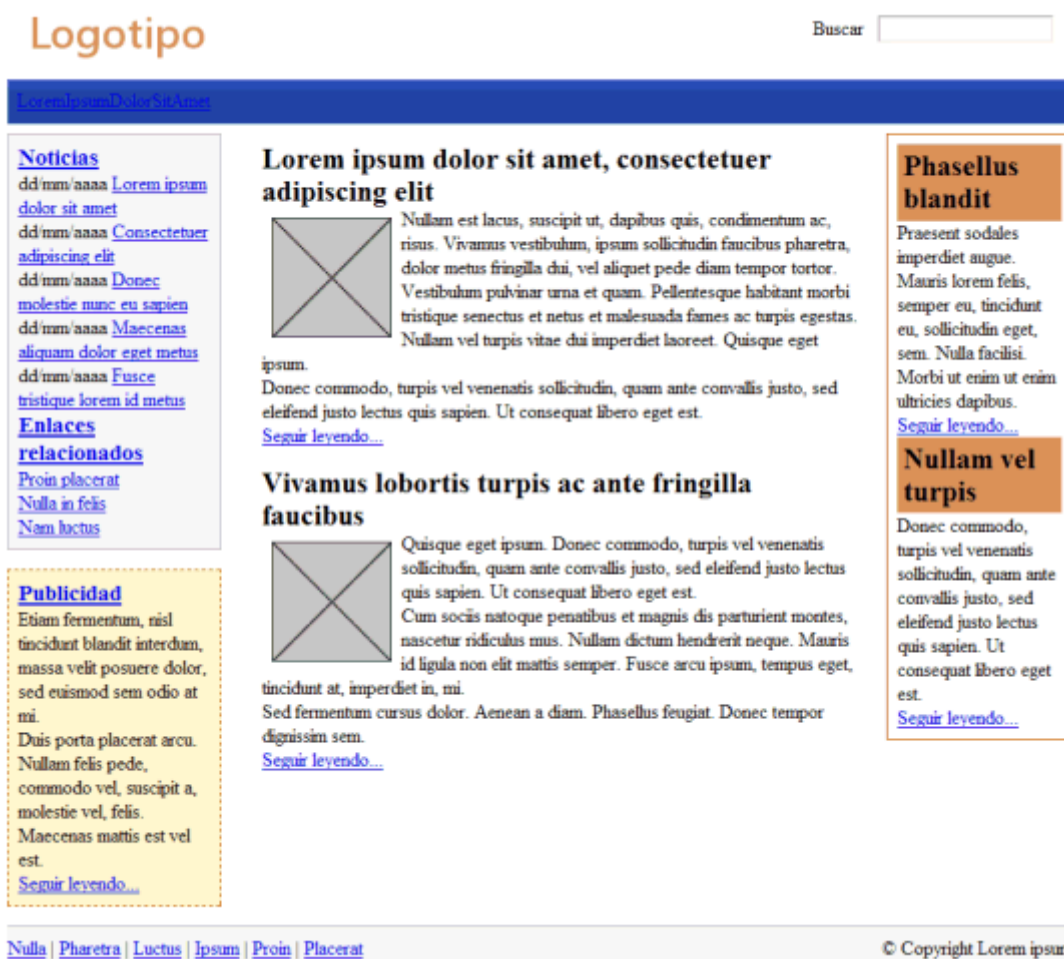 Logotipo
Buscar
LoremIpsumDolorSitAmet
Noticias
dd/mm/aaaa Lorem ipsum
dolor sit amet
dd/mm/aaaa Consectetuer
adipiscing elit
dd/mm/aaaa Donec
molestie nunc eu sapien
dd/mm/aaaa Maecenas
aliquam dolor eget metus
dd/mm/aaaa Fusce
tristique lorem id metus
Enlaces
relacionados
Proin placerat
Nulla in felis
Nam luctus
Publicidad
Etiam fermentum, nisl
tincidunt blandit interdum,
massa velit posuere dolor,
sed euismod sem odio at
mi.
Duis porta placerat arcu.
Nullam felis pede,
commodo vel, suscipit a,
molestie vel, felis.
Maecenas mattis est vel
est.
Seguir leyendo...
Lorem ipsum dolor sit amet, consectetuer
adipiscing elit
Nullam est lacus, suscipit ut, dapibus quis, condimentum ac,
risus. Vivamus vestibulum, ipsum sollicitudin faucibus pharetra,
dolor metus fringilla dui, vel aliquet pede diam tempor tortor.
Vestibulum pulvinar urna et quam. Pellentesque habitant morbi
tristique senectus et netus et malesuada fames ac turpis egestas.
Nullam vel turpis vitae dui imperdiet laoreet. Quisque eget
ipsum.
Donec commodo, turpis vel venenatis sollicitudin, quam ante convallis justo, sed
eleifend justo lectus quis sapien. Ut consequat libero eget est.
Seguir leyendo...
Vivamus lobortis turpis ac ante fringilla
faucibus
Quisque eget ipsum. Donec commodo, turpis vel venenatis
sollicitudin, quam ante convallis justo, sed eleifend justo lectus
quis sapien. Ut consequat libero eget est.
Cum sociis natoque penatibus et magnis dis parturient montes,
nascetur ridiculus mus. Nullam dictum hendrerit neque. Mauris
id ligula non elit mattis semper. Fusce arcu ipsum, tempus eget,
tincidunt at, imperdiet in, mi.
Sed fermentum cursus dolor. Aenean a diam. Phasellus feugiat. Donec tempor
dignissim sem.
Seguir leyendo...
Phasellus
blandit
Praesent sodales
imperdiet augue.
Mauris lorem felis,
semper eu, tincidunt
eu, sollicitudin eget,
sem. Nulla facilisi.
Morbi ut enim ut enim
ultricies dapibus.
Seguir leyendo...
Nullam vel
turpis
Donec commodo,
turpis vel venenatis
sollicitudin, quam ante
convallis justo, sed
eleifend justo lectus
quis sapien. Ut
consequat libero eget
est.
Seguir leyendo...
Nulla | Pharetra | Luctus | Ipsum | Proin | Placerat
© Copyright Lorem ipsum